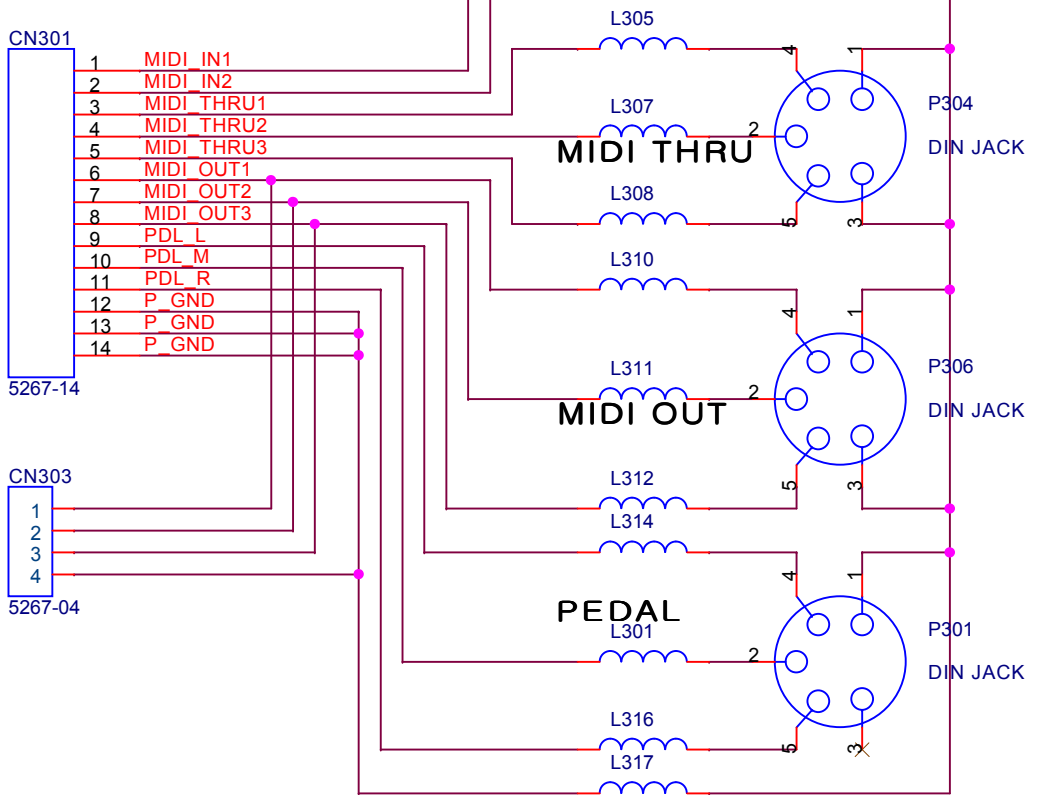 CN301
1 MIDI_IN1
2 MIDI_IN2
3 MIDI_THRU1
4 MIDI_THRU2
5 MIDI_THRU3
6 MIDI_OUT1
7 MIDI_OUT2
8 MIDI_OUT3
9 PDL_L
10 PDL_M
11 PDL_R
12 P_GND
13 P_GND
14 P_GND
5267-14
CN303
1
2
3
4
5267-04
L305
4
1
L307
2
P304
MIDI THRU
DIN JACK
L308
5
3
L310
4
1
L311
2
P306
MIDI OUT
DIN JACK
L312
5
3
L314
4
1
PEDAL
L301
2
P301
DIN JACK
L316
5
3
L317